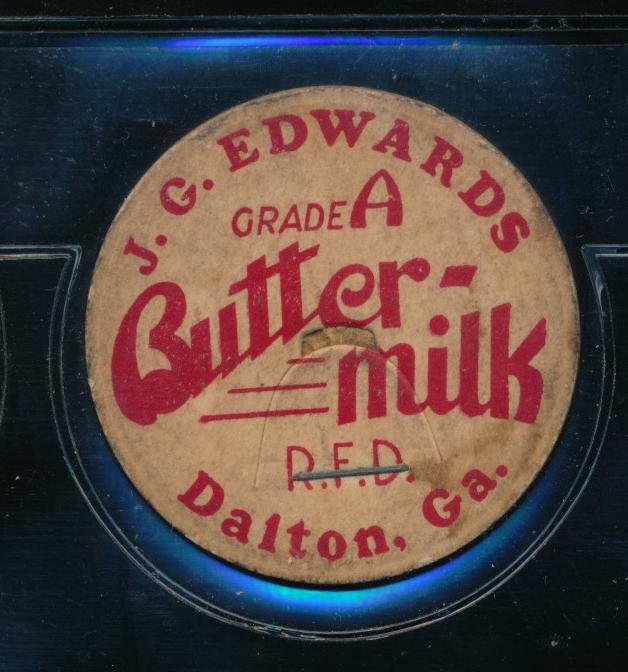 J. G. EDWARDS
GRADE A
Butter-
milk
R.F.D.
Dalton, Ga.